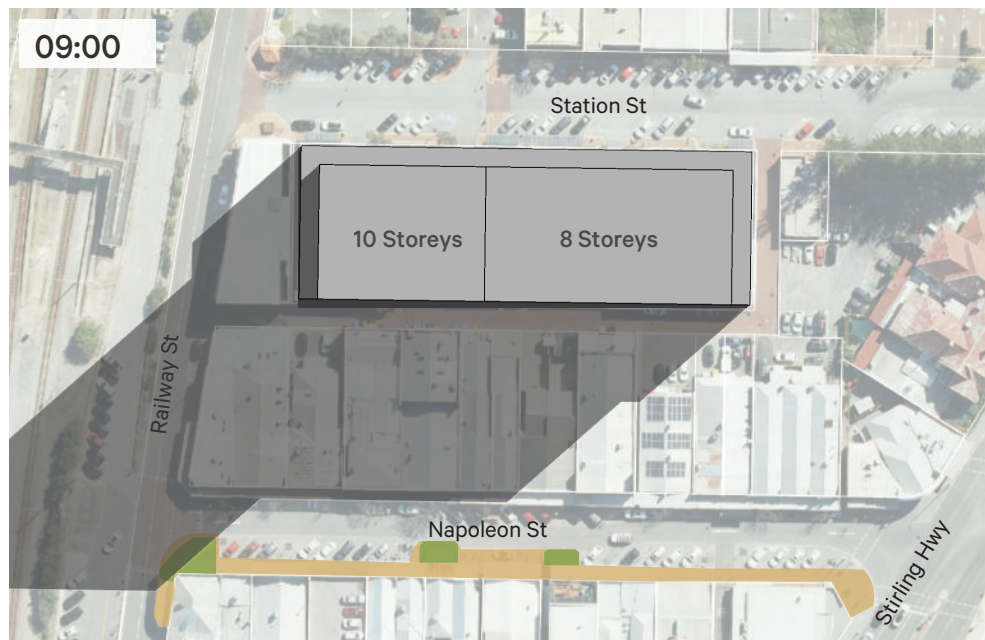 09:00
Station St
10 Storeys
8 Storeys
Railway St
Napoleon St
Stirling Hwy